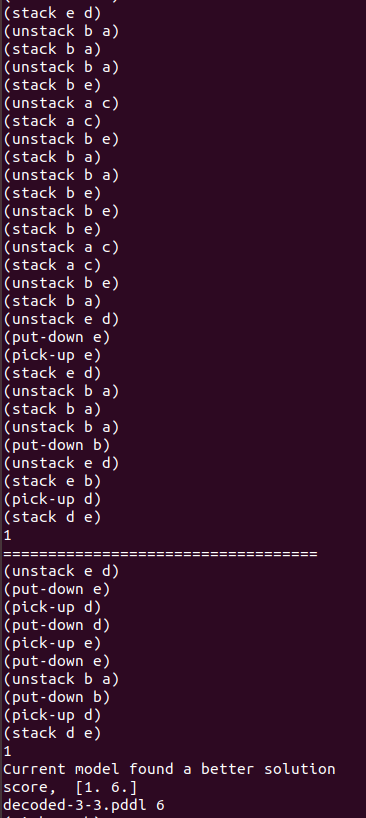 (stack e d)
(unstack b a)
(stack b a)
(unstack b a)
(stack b e)
(unstack a c)
(stack a c)
(unstack b e)
(stack b a)
(unstack b a)
(stack b e)
(unstack b e)
(stack b e)
(unstack a c)
(stack a c)
(unstack b e)
(stack b a)
(unstack e d)
(put-down e)
(pick-up e)
(stack e d)
(unstack b a)
(stack b a)
(unstack b a)
(put-down b)
(unstack e d)
(stack e b)
(pick-up d)
(stack d e)
1
===================================
(unstack e d)
(put-down e)
(pick-up d)
(put-down d)
(pick-up e)
(put-down e)
(unstack b a)
(put-down b)
(pick-up d)
(stack d e)
1
Current model found a better solution
score,  [1. 6.]
decoded-3-3.pddl 6